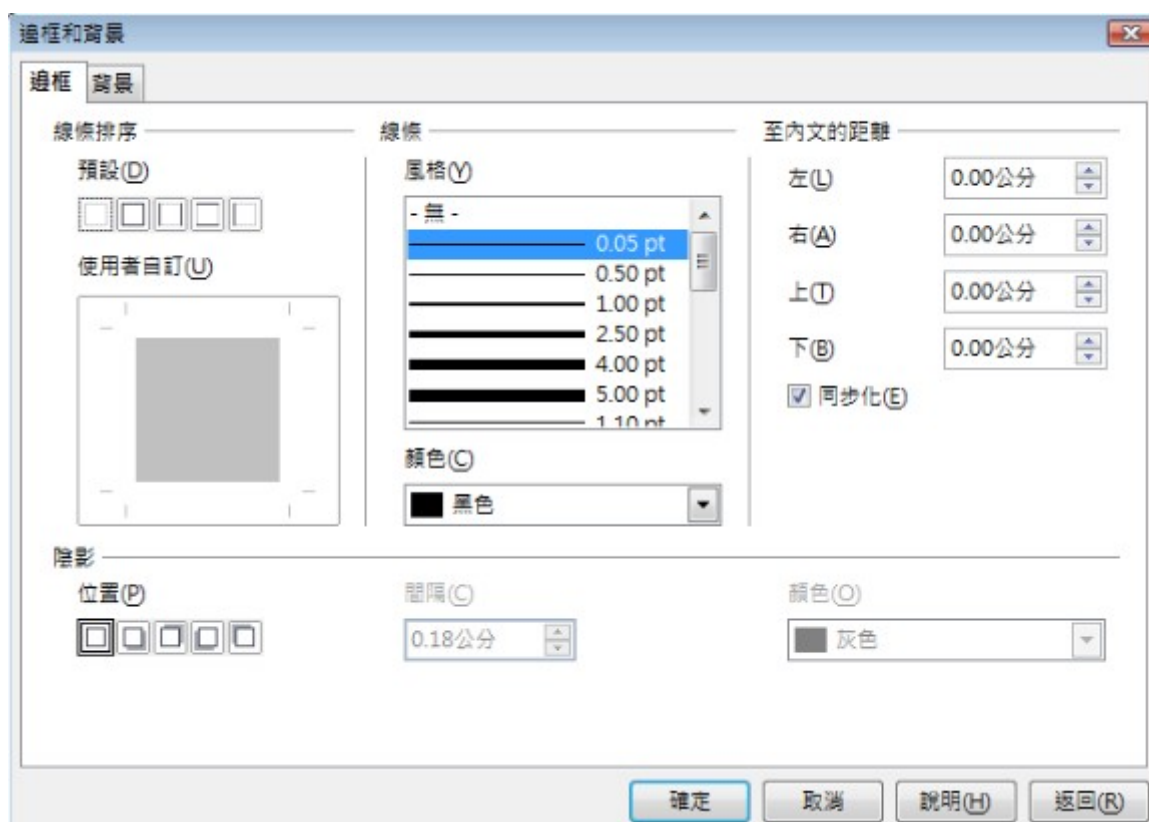 邊框和背景
邊框 背景
線條排序
預設(D)
使用者自訂(U)
線條
風格(Y)
- 無 -
0.05 pt
0.50 pt
1.00 pt
2.50 pt
4.00 pt
5.00 pt
1.10 pt
顏色(C)
黑色
至內文的距離
左(L) 0.00公分
右(A) 0.00公分
上(T) 0.00公分
下(B) 0.00公分
同步化(E)
陰影
位置(P)
間隔(C)
0.18公分
顏色(O)
灰色
確定 取消 說明(H) 返回(R)